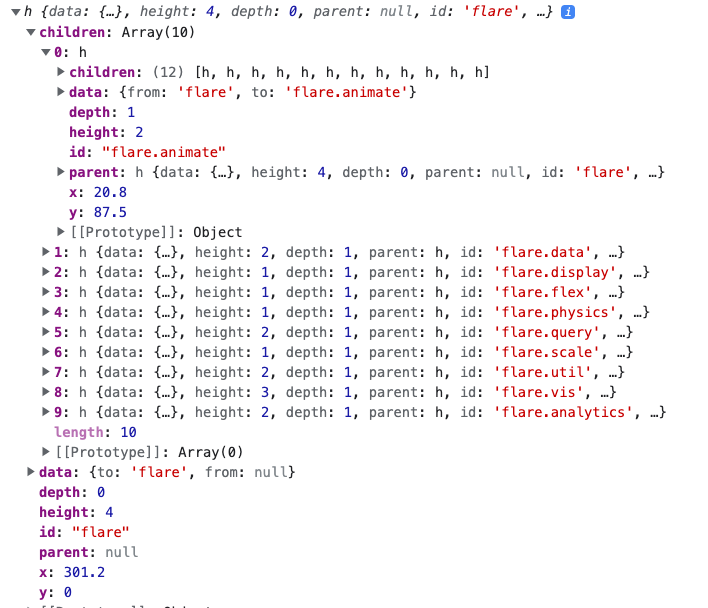 ▼h {data: {…}, height: 4, depth: 0, parent: null, id: 'flare', …} i
▼children: Array(10)
▼0: h
▶children: (12) [h, h, h, h, h, h, h, h, h, h, h, h]
▶data: {from: 'flare', to: 'flare.animate'}
depth: 1
height: 2
id: "flare.animate"
▶parent: h {data: {…}, height: 4, depth: 0, parent: null, id: 'flare', …}
x: 20.8
y: 87.5
▶[[Prototype]]: Object
▶1: h {data: {…}, height: 2, depth: 1, parent: h, id: 'flare.data', …}
▶2: h {data: {…}, height: 1, depth: 1, parent: h, id: 'flare.display', …}
▶3: h {data: {…}, height: 1, depth: 1, parent: h, id: 'flare.flex', …}
▶4: h {data: {…}, height: 1, depth: 1, parent: h, id: 'flare.physics', …}
▶5: h {data: {…}, height: 2, depth: 1, parent: h, id: 'flare.query', …}
▶6: h {data: {…}, height: 1, depth: 1, parent: h, id: 'flare.scale', …}
▶7: h {data: {…}, height: 2, depth: 1, parent: h, id: 'flare.util', …}
▶8: h {data: {…}, height: 3, depth: 1, parent: h, id: 'flare.vis', …}
▶9: h {data: {…}, height: 2, depth: 1, parent: h, id: 'flare.analytics', …}
length: 10
▶[[Prototype]]: Array(0)
▶data: {to: 'flare', from: null}
depth: 0
height: 4
id: "flare"
parent: null
x: 301.2
y: 0
[[Prototype]]: Object